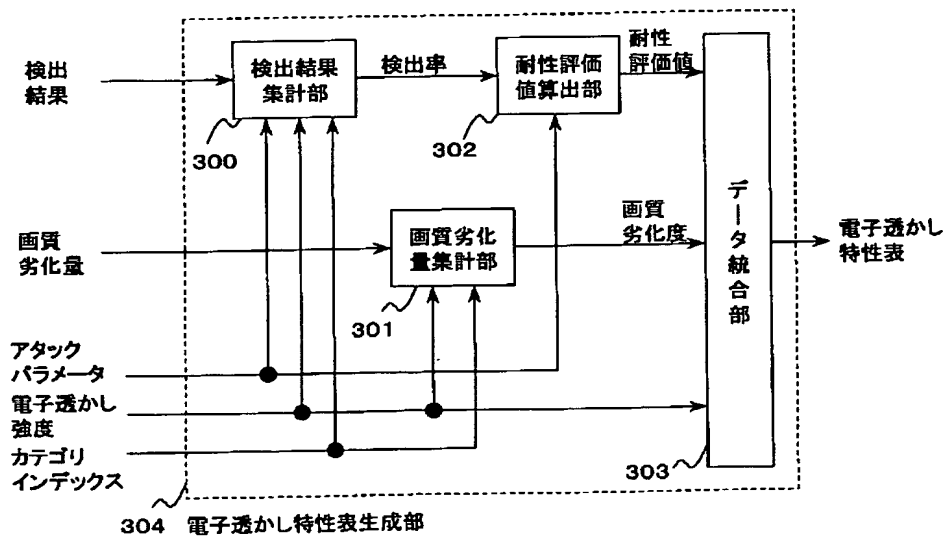 検出
結果
検出結果
集計部
300
検出率
耐性評価
値算出部
302
耐性
評価値
データ統合部
303
電子透かし
特性表
画質
劣化量
画質劣化
量集計部
301
画質
劣化度
アタック
パラメータ
電子透かし
強度
カテゴリ
インデックス
304 電子透かし特性表生成部